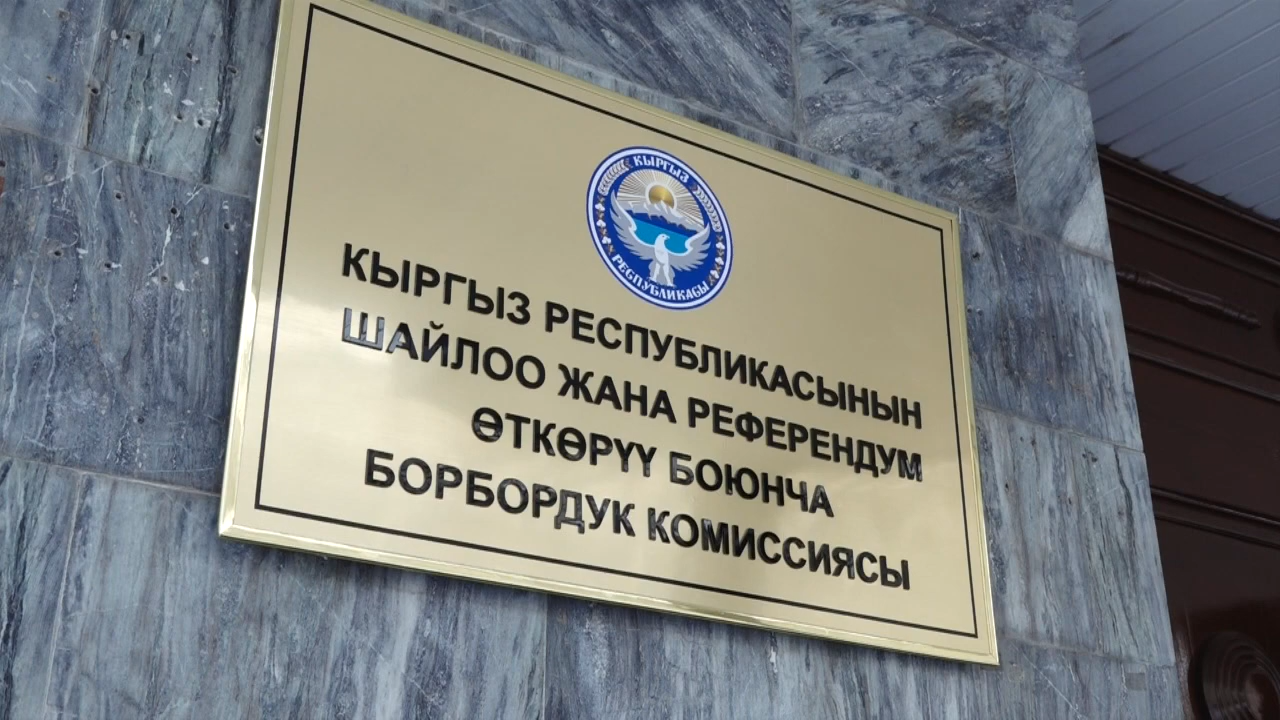 КЫРГЫЗ
РЕСПУБЛИКАСЫ
КЫРГЫЗ РЕСПУБЛИКАСЫНЫН
ШАЙЛОО ЖАНА РЕФЕРЕНДУМ
ӨТКӨРҮҮ БОЮНЧА
БОРБОРДУК КОМИССИЯСЫ